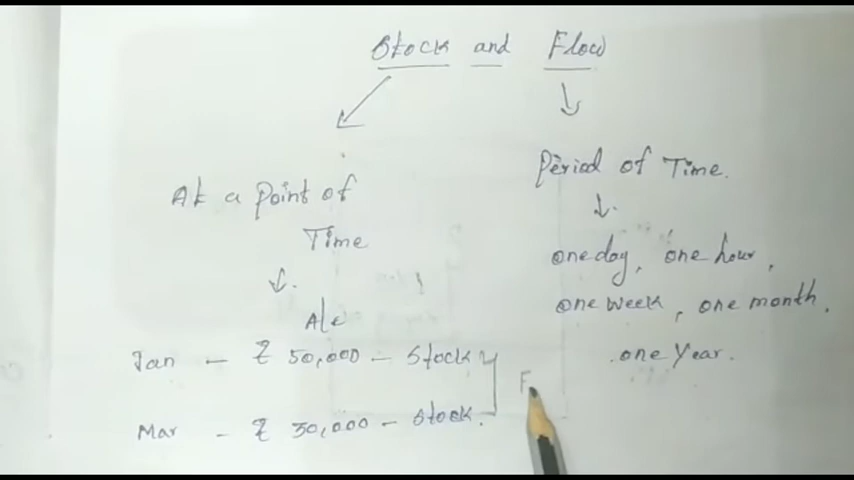 Stock and Flow
At a Point of
Time
A/c
Jan - ₹ 50,000 - Stock
Mar - ₹ 30,000 - Stock.
F
Period of Time.
one day, one hour,
one week, one month.
one year.